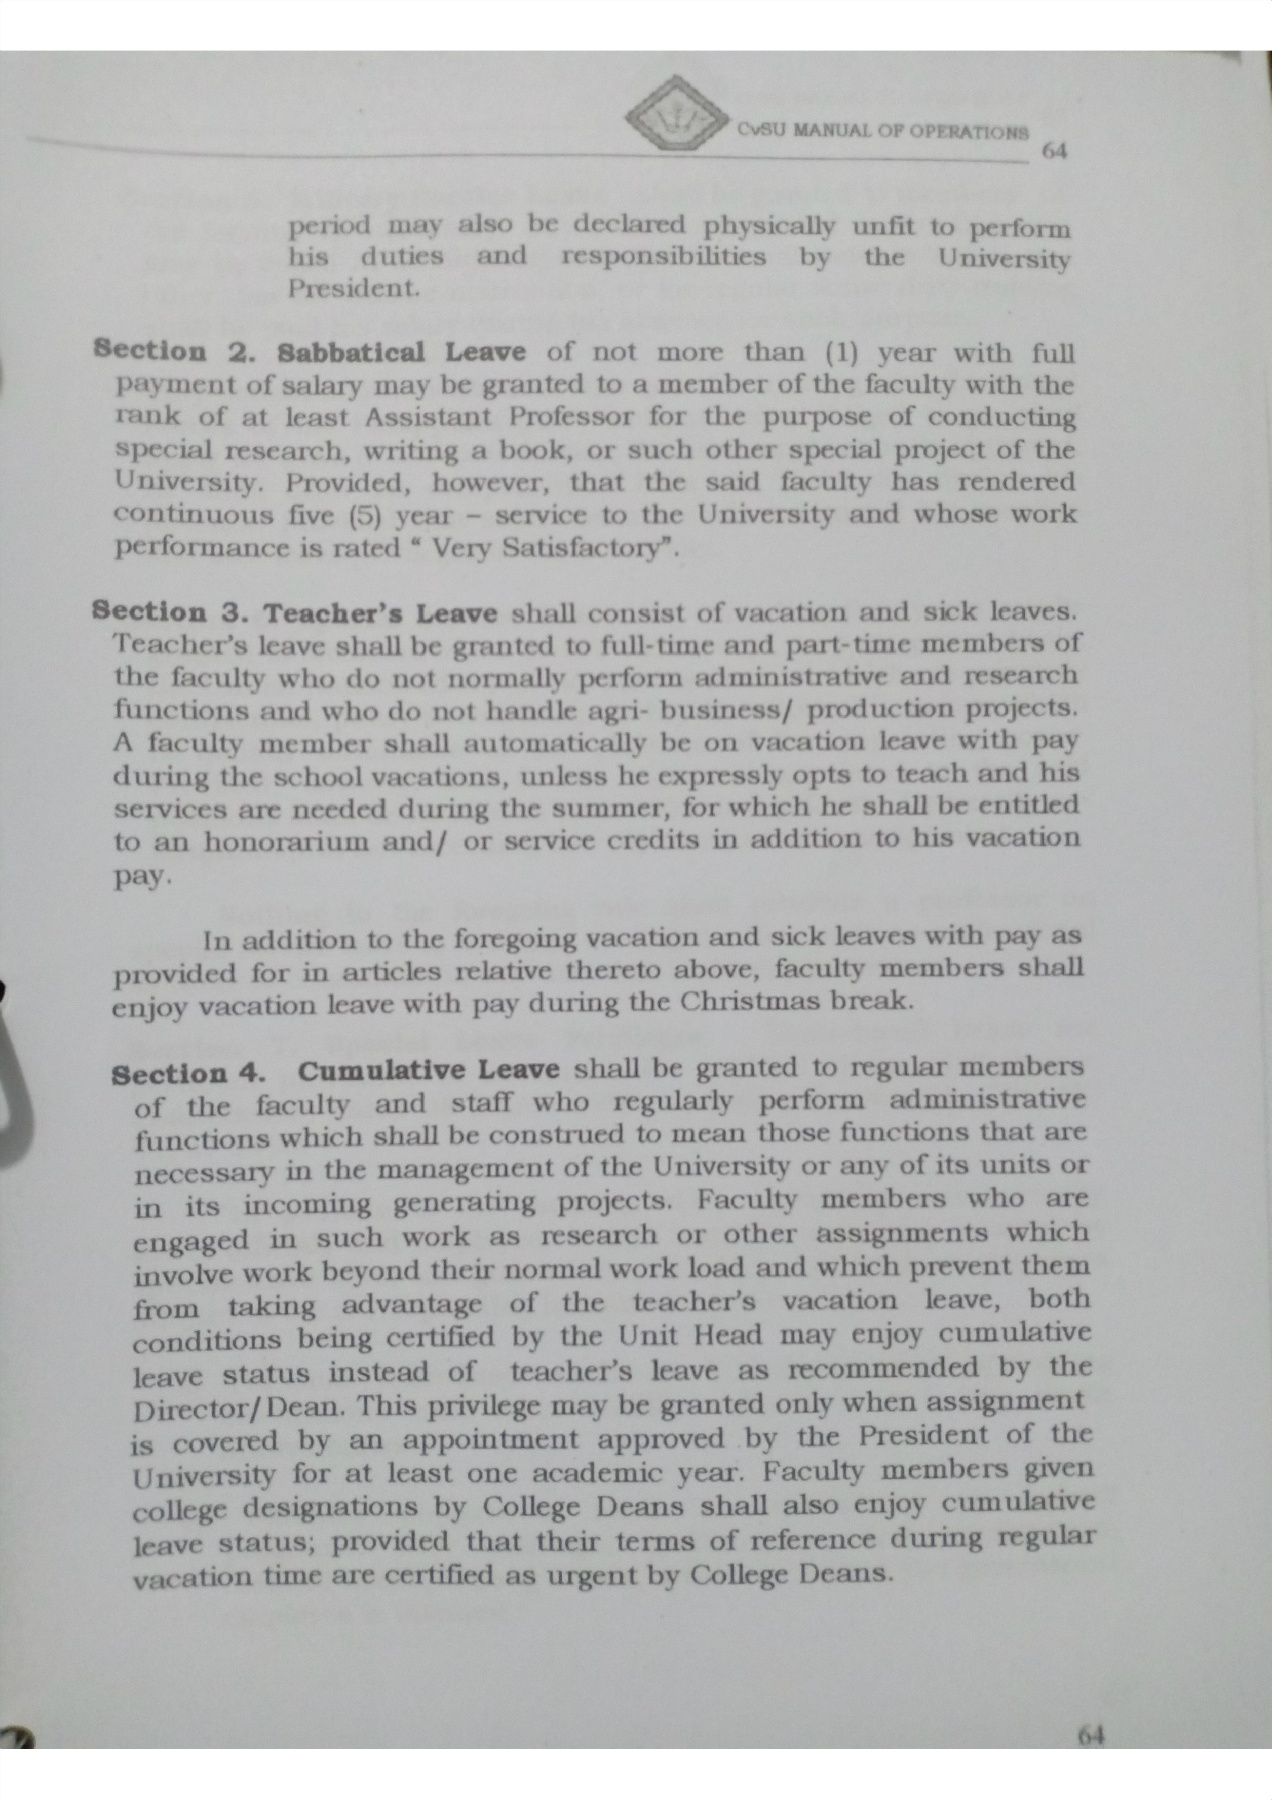 CvSU MANUAL OF OPERATIONS
64
period may also be declared physically unfit to perform
his duties and responsibilities by the University
President.
Section 2. Sabbatical Leave of not more than (1) year with full
payment of salary may be granted to a member of the faculty with the
rank of at least Assistant Professor for the purpose of conducting
special research, writing a book, or such other special project of the
University. Provided, however, that the said faculty has rendered
continuous five (5) year – service to the University and whose work
performance is rated “ Very Satisfactory”.
Section 3. Teacher’s Leave shall consist of vacation and sick leaves.
Teacher’s leave shall be granted to full-time and part-time members of
the faculty who do not normally perform administrative and research
functions and who do not handle agri- business/ production projects.
A faculty member shall automatically be on vacation leave with pay
during the school vacations, unless he expressly opts to teach and his
services are needed during the summer, for which he shall be entitled
to an honorarium and/ or service credits in addition to his vacation
pay.
In addition to the foregoing vacation and sick leaves with pay as
provided for in articles relative thereto above, faculty members shall
enjoy vacation leave with pay during the Christmas break.
Section 4. Cumulative Leave shall be granted to regular members
of the faculty and staff who regularly perform administrative
functions which shall be construed to mean those functions that are
necessary in the management of the University or any of its units or
in its incoming generating projects. Faculty members who are
engaged in such work as research or other assignments which
involve work beyond their normal work load and which prevent them
from taking advantage of the teacher’s vacation leave, both
conditions being certified by the Unit Head may enjoy cumulative
leave status instead of teacher’s leave as recommended by the
Director/Dean. This privilege may be granted only when assignment
is covered by an appointment approved by the President of the
University for at least one academic year. Faculty members given
college designations by College Deans shall also enjoy cumulative
leave status; provided that their terms of reference during regular
vacation time are certified as urgent by College Deans.
64